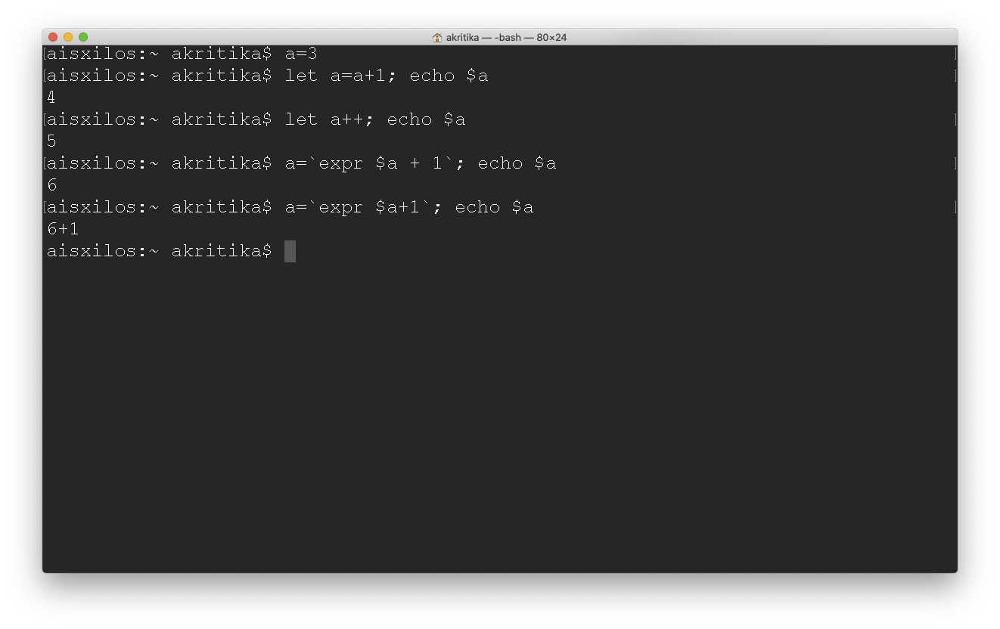 akritika — -bash — 80×24
[aisxilos:~ akritika$ a=3 ]
[aisxilos:~ akritika$ let a=a+1; echo $a ]
4
[aisxilos:~ akritika$ let a++; echo $a ]
5
[aisxilos:~ akritika$ a=`expr $a + 1`; echo $a ]
6
[aisxilos:~ akritika$ a=`expr $a+1`; echo $a ]
6+1
aisxilos:~ akritika$